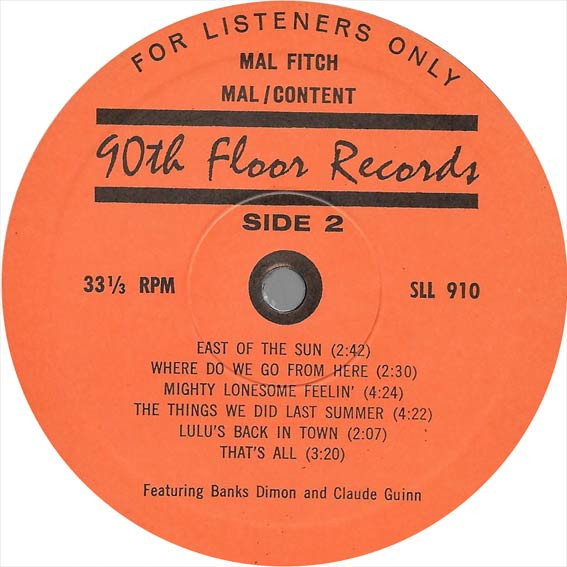 FOR LISTENERS ONLY
MAL FITCH
MAL/CONTENT
90th Floor Records
SIDE 2
33 1/3 RPM
SLL 910
EAST OF THE SUN (2:42)
WHERE DO WE GO FROM HERE (2:30)
MIGHTY LONESOME FEELIN' (4:24)
THE THINGS WE DID LAST SUMMER (4:22)
LULU'S BACK IN TOWN (2:07)
THAT'S ALL (3:20)
Featuring Banks Dimon and Claude Guinn